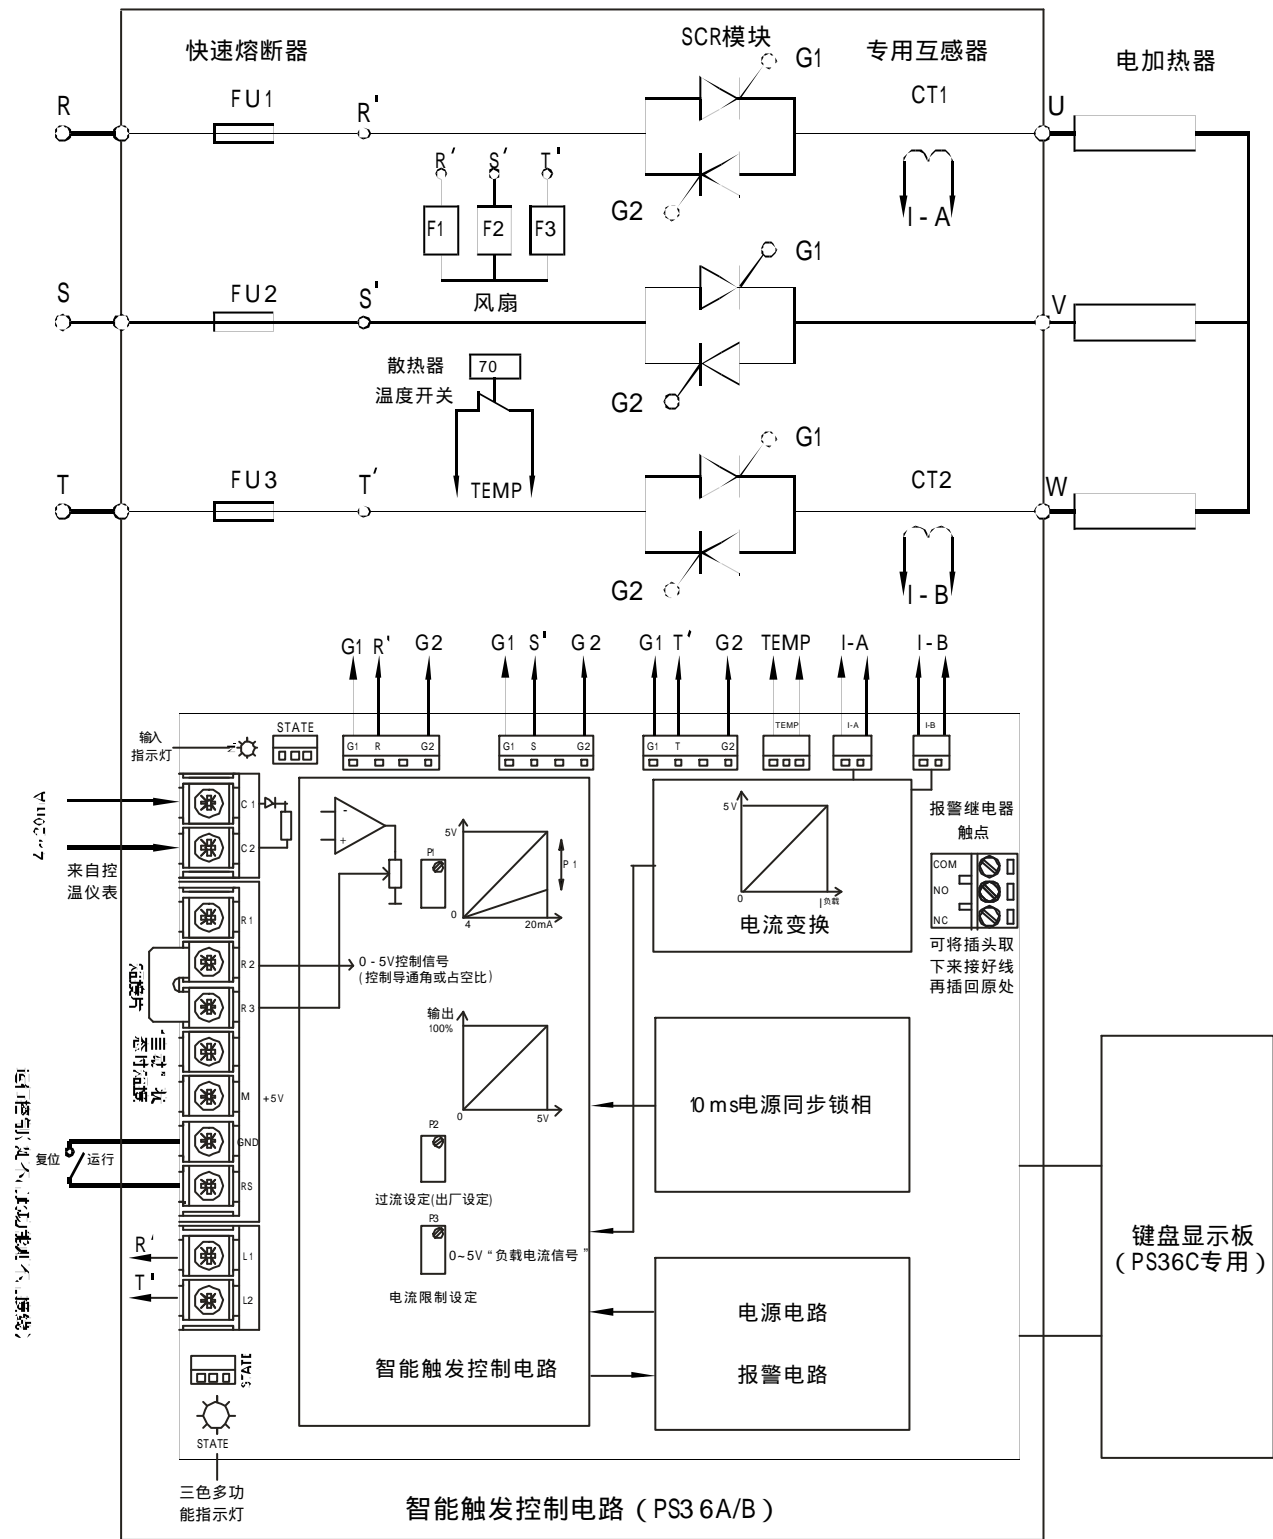 快速熔断器
SCR模块
专用互感器
电加热器
R
FU1
R'
G1
CT1
U
R'
S'
T'
G2
I-A
F1
F2
F3
风扇
S
FU2
S'
G1
V
散热器
温度开关
70
G2
TEMP
T
FU3
T'
G1
CT2
W
G2
I-B
G1 R' G2
G1 S' G2
G1 T' G2
TEMP
I-A
I-B
输入
指示灯
STATE
G1 R G2
G1 S G2
G1 T G2
TEMP
I-A
I-B
4~20mA
来自控
温仪表
C1
C2
-
+
P1
5V
0
4
20mA
P1
5V
0
I负载
电流变换
报警继电器
触点
COM
NO
NC
可将插头取
下来接好线
再插回原处
R1
R2
R3
短接片
0-5V控制信号
(控制导通角或占空比)
输出
100%
0
5V
10ms电源同步锁相
M
+5V
GND
RS
复位
运行
P2
过流设定(出厂设定)
P3
0~5V“负载电流信号”
电流限制设定
R'
T'
L1
L2
电源电路
报警电路
智能触发控制电路
键盘显示板
(PS36C专用)
STATE
STATE
三色多功
能指示灯
智能触发控制电路(PS36A/B)